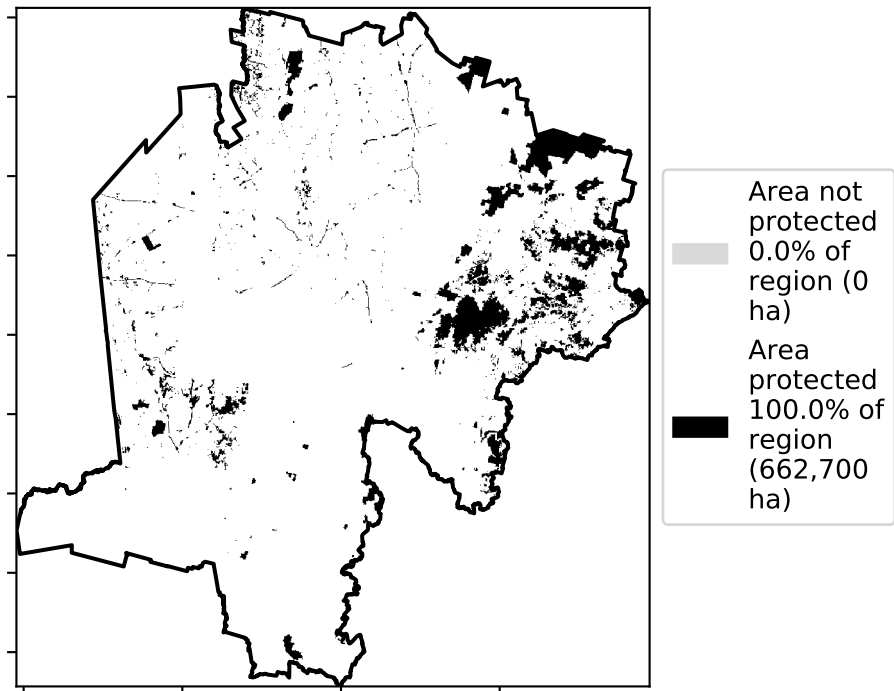 Area not
protected
0.0% of
region (0
ha)
Area
protected
100.0% of
region
(662,700
ha)